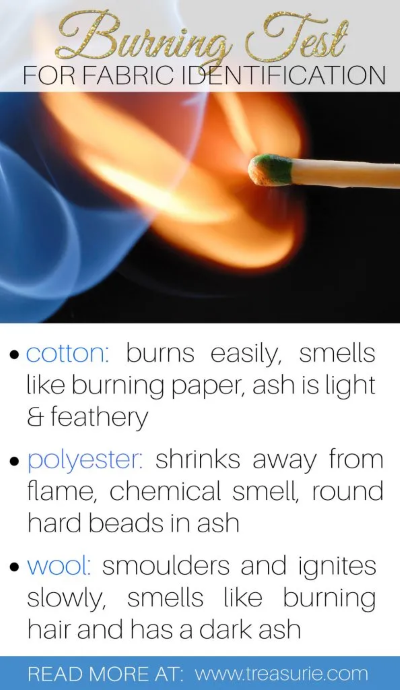 Burning Test
FOR FABRIC IDENTIFICATION
• cotton: burns easily, smells
like burning paper, ash is light
& feathery
• polyester: shrinks away from
flame, chemical smell, round
hard beads in ash
• wool: smoulders and ignites
slowly, smells like burning
hair and has a dark ash
READ MORE AT: www.treasurie.com